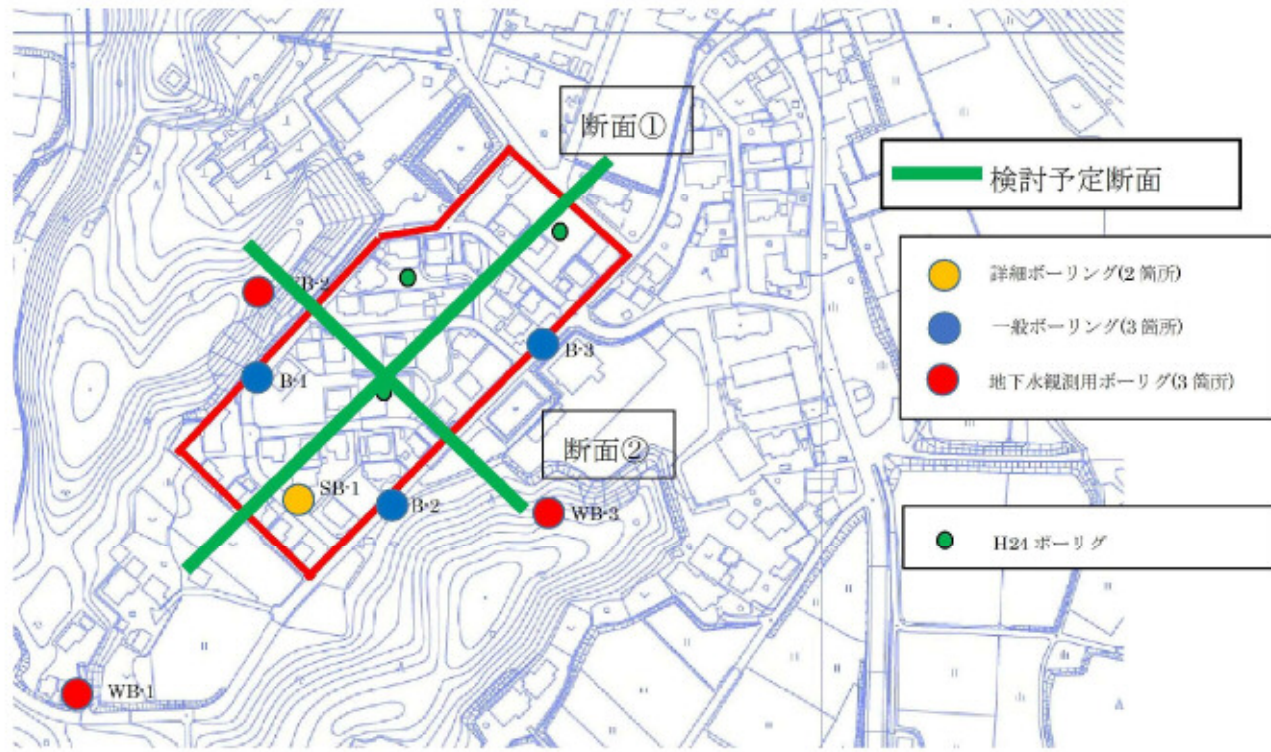 断面①
検討予定断面
詳細ボーリング(2箇所)
一般ボーリング(3箇所)
地下水観測用ボーリグ(3箇所)
B-2
B-1
B-3
断面②
SB-1
B-2
WB-3
H24 ボーリグ
WB-1